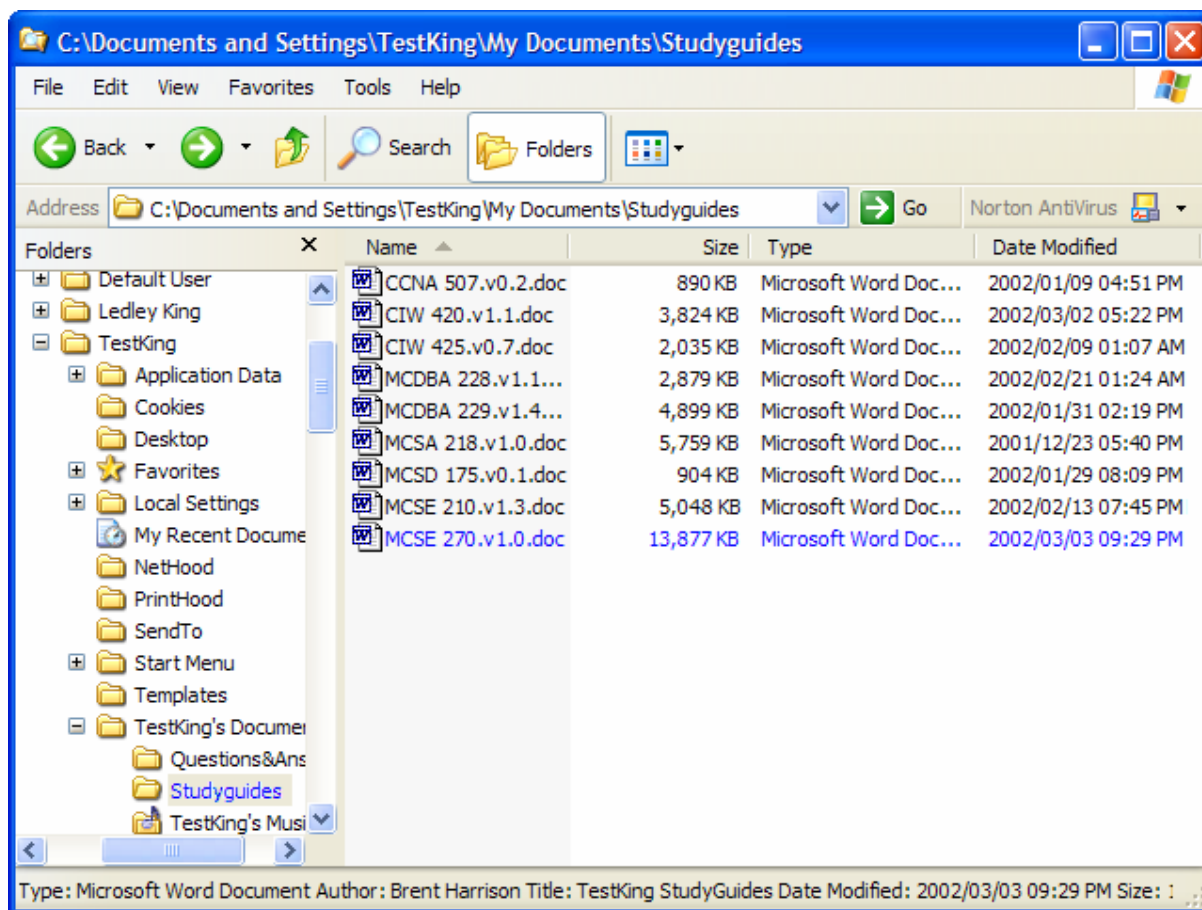 C:\Documents and Settings\TestKing\My Documents\Studyguides
File Edit View Favorites Tools Help
Back Search Folders
Address C:\Documents and Settings\TestKing\My Documents\Studyguides Go Norton AntiVirus
Folders X Name Size Type Date Modified
Default User
Ledley King
TestKing
Application Data
Cookies
Desktop
Favorites
Local Settings
My Recent Docume
NetHood
PrintHood
SendTo
Start Menu
Templates
TestKing's Documen
Questions&Ans
Studyguides
TestKing's Musi
CCNA 507.v0.2.doc 890 KB Microsoft Word Doc... 2002/01/09 04:51 PM
CIW 420.v1.1.doc 3,824 KB Microsoft Word Doc... 2002/03/02 05:22 PM
CIW 425.v0.7.doc 2,035 KB Microsoft Word Doc... 2002/02/09 01:07 AM
MCDBA 228.v1.1... 2,879 KB Microsoft Word Doc... 2002/02/21 01:24 AM
MCDBA 229.v1.4... 4,899 KB Microsoft Word Doc... 2002/01/31 02:19 PM
MCSA 218.v1.0.doc 5,759 KB Microsoft Word Doc... 2001/12/23 05:40 PM
MCSD 175.v0.1.doc 904 KB Microsoft Word Doc... 2002/01/29 08:09 PM
MCSE 210.v1.3.doc 5,048 KB Microsoft Word Doc... 2002/02/13 07:45 PM
MCSE 270.v1.0.doc 13,877 KB Microsoft Word Doc... 2002/03/03 09:29 PM
Type: Microsoft Word Document Author: Brent Harrison Title: TestKing StudyGuides Date Modified: 2002/03/03 09:29 PM Size: 1